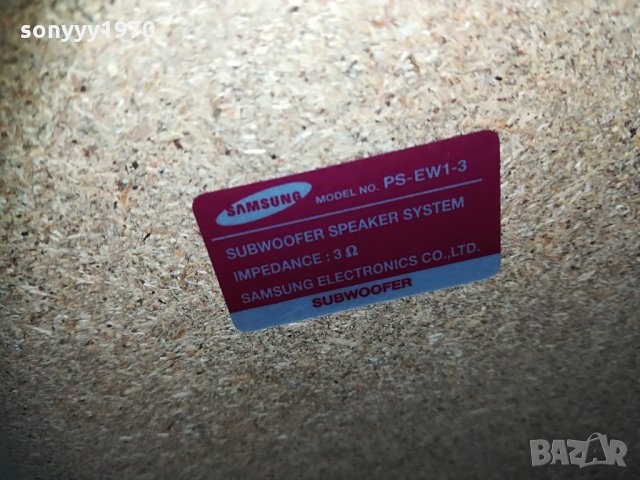 sonyyy1970
SAMSUNG MODEL NO. PS-EW1-3
SUBWOOFER SPEAKER SYSTEM
IMPEDANCE : 3 Ω
SAMSUNG ELECTRONICS CO.,LTD.
SUBWOOFER
BAZAR